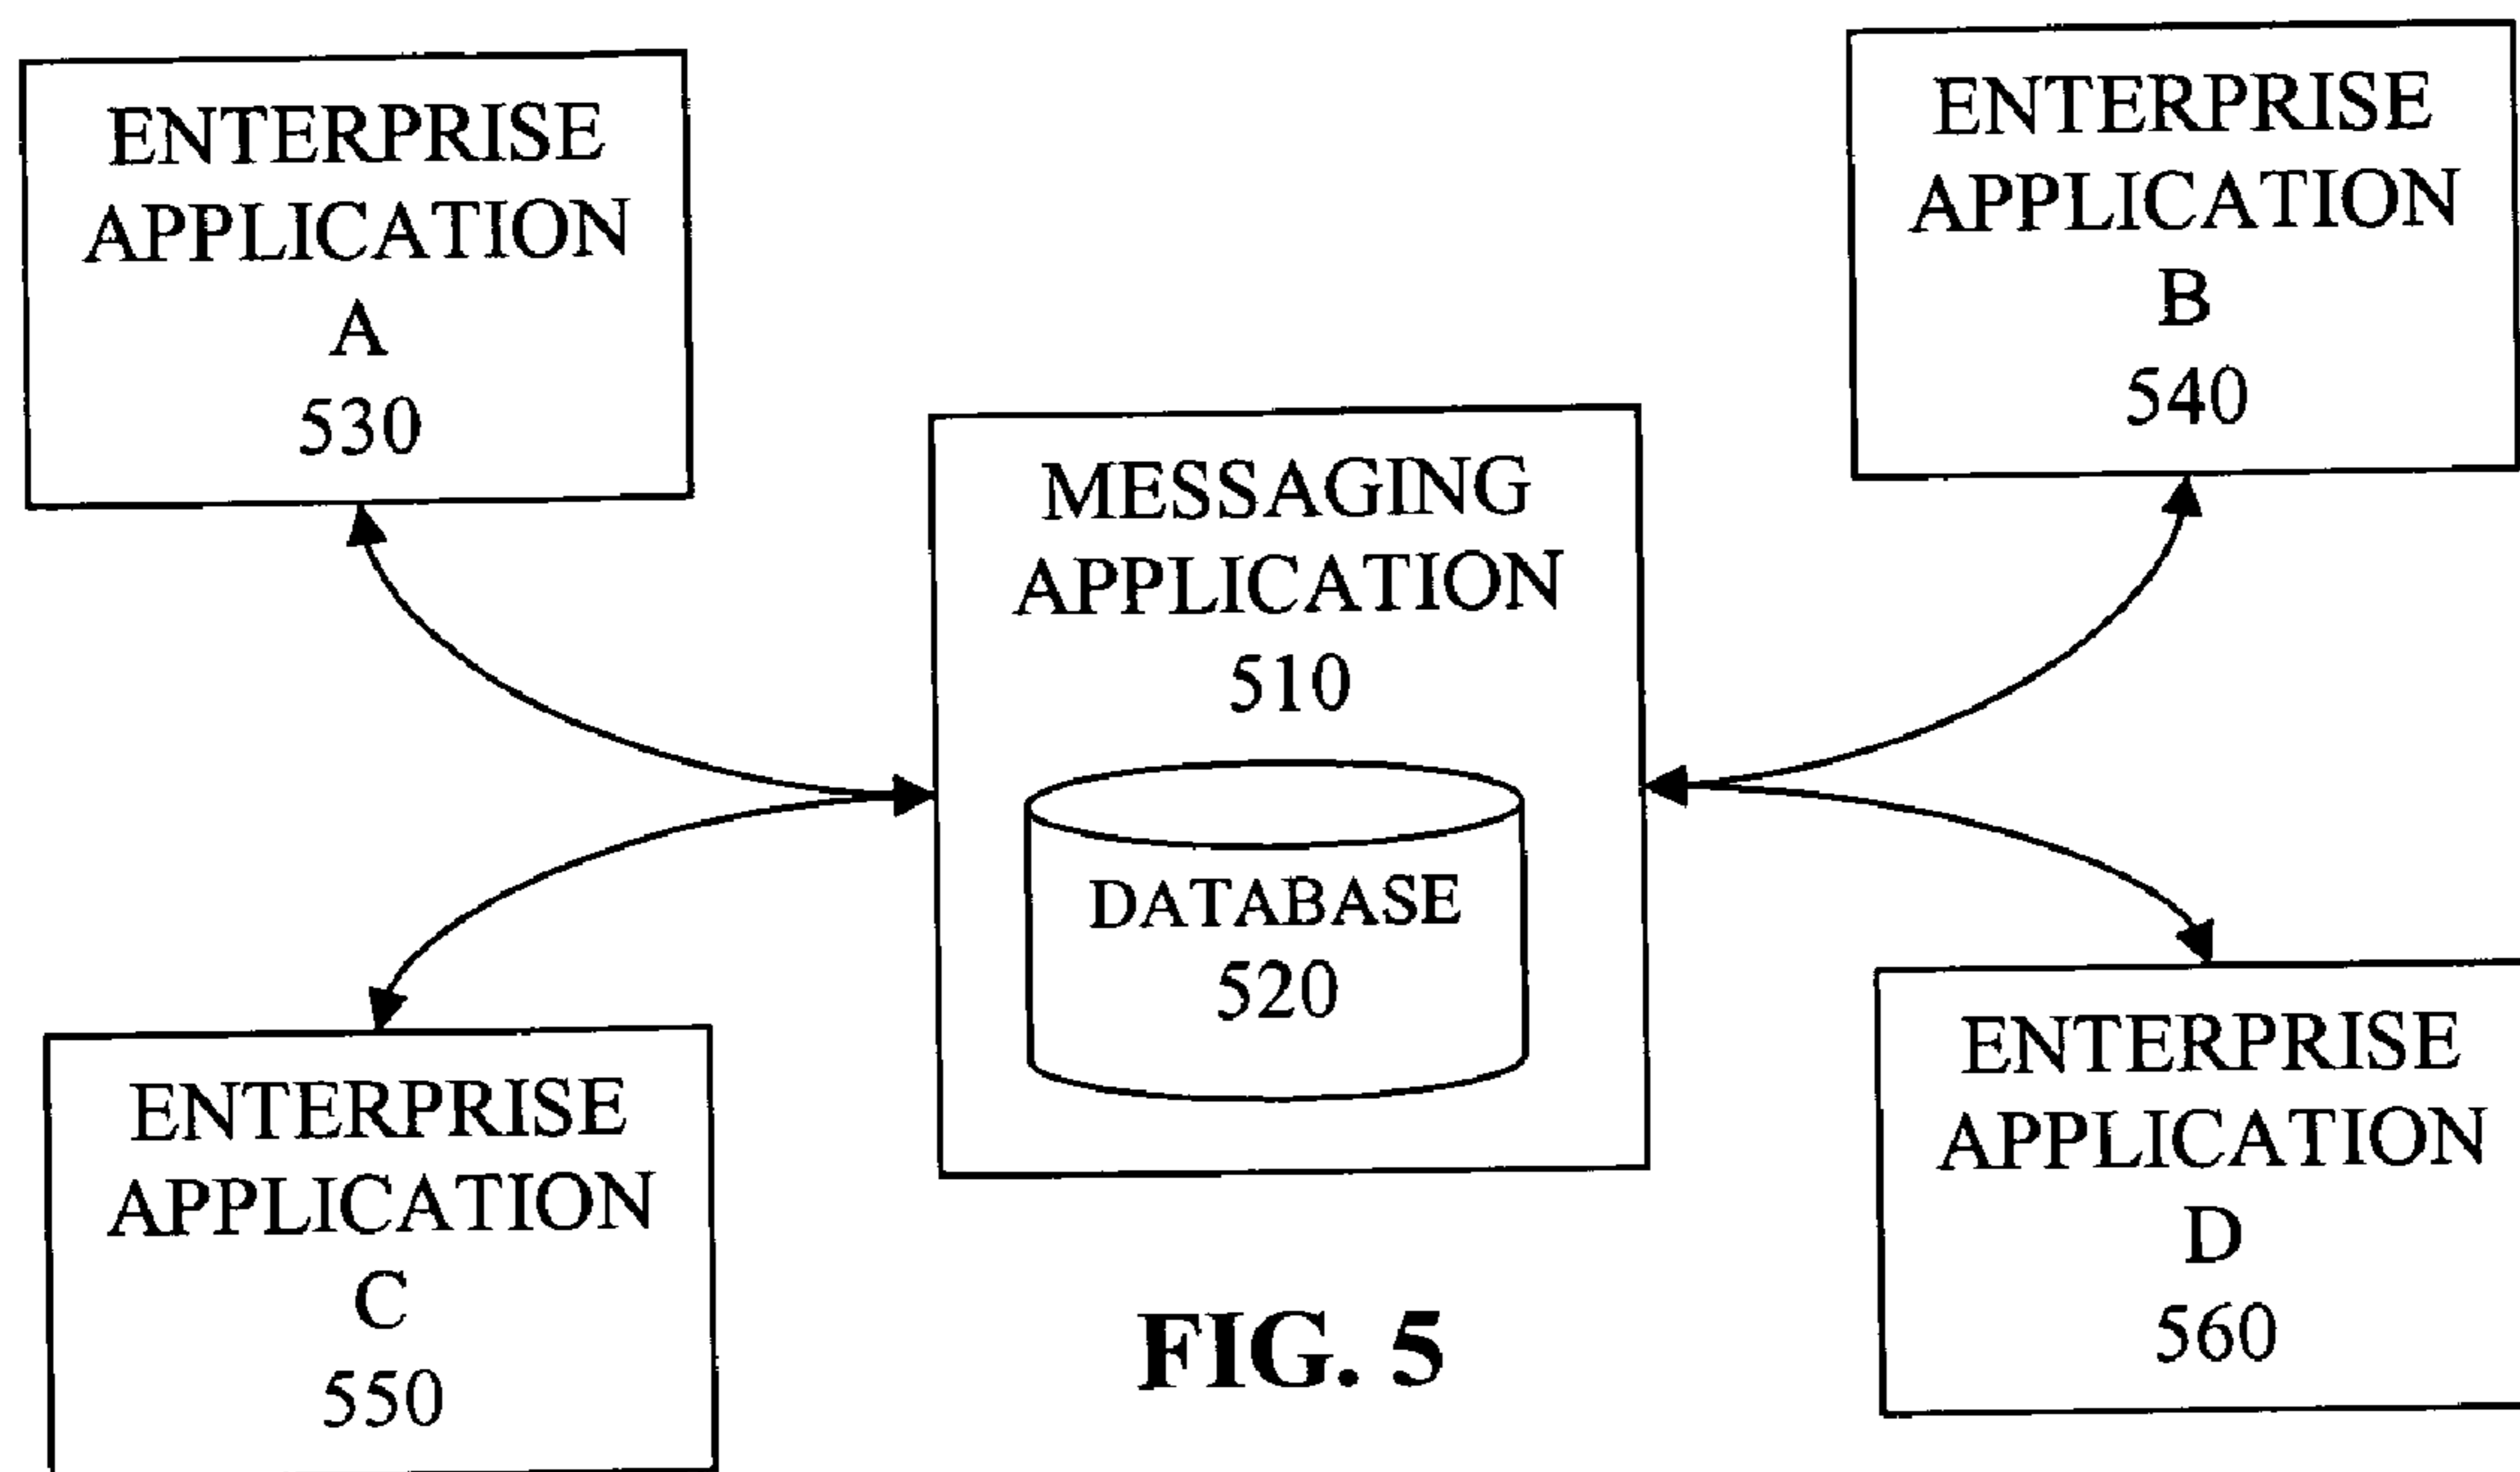 ENTERPRISE
APPLICATION
A
530
ENTERPRISE
APPLICATION
B
540
MESSAGING
APPLICATION
510
DATABASE
520
ENTERPRISE
APPLICATION
C
550
ENTERPRISE
APPLICATION
D
560
FIG. 5